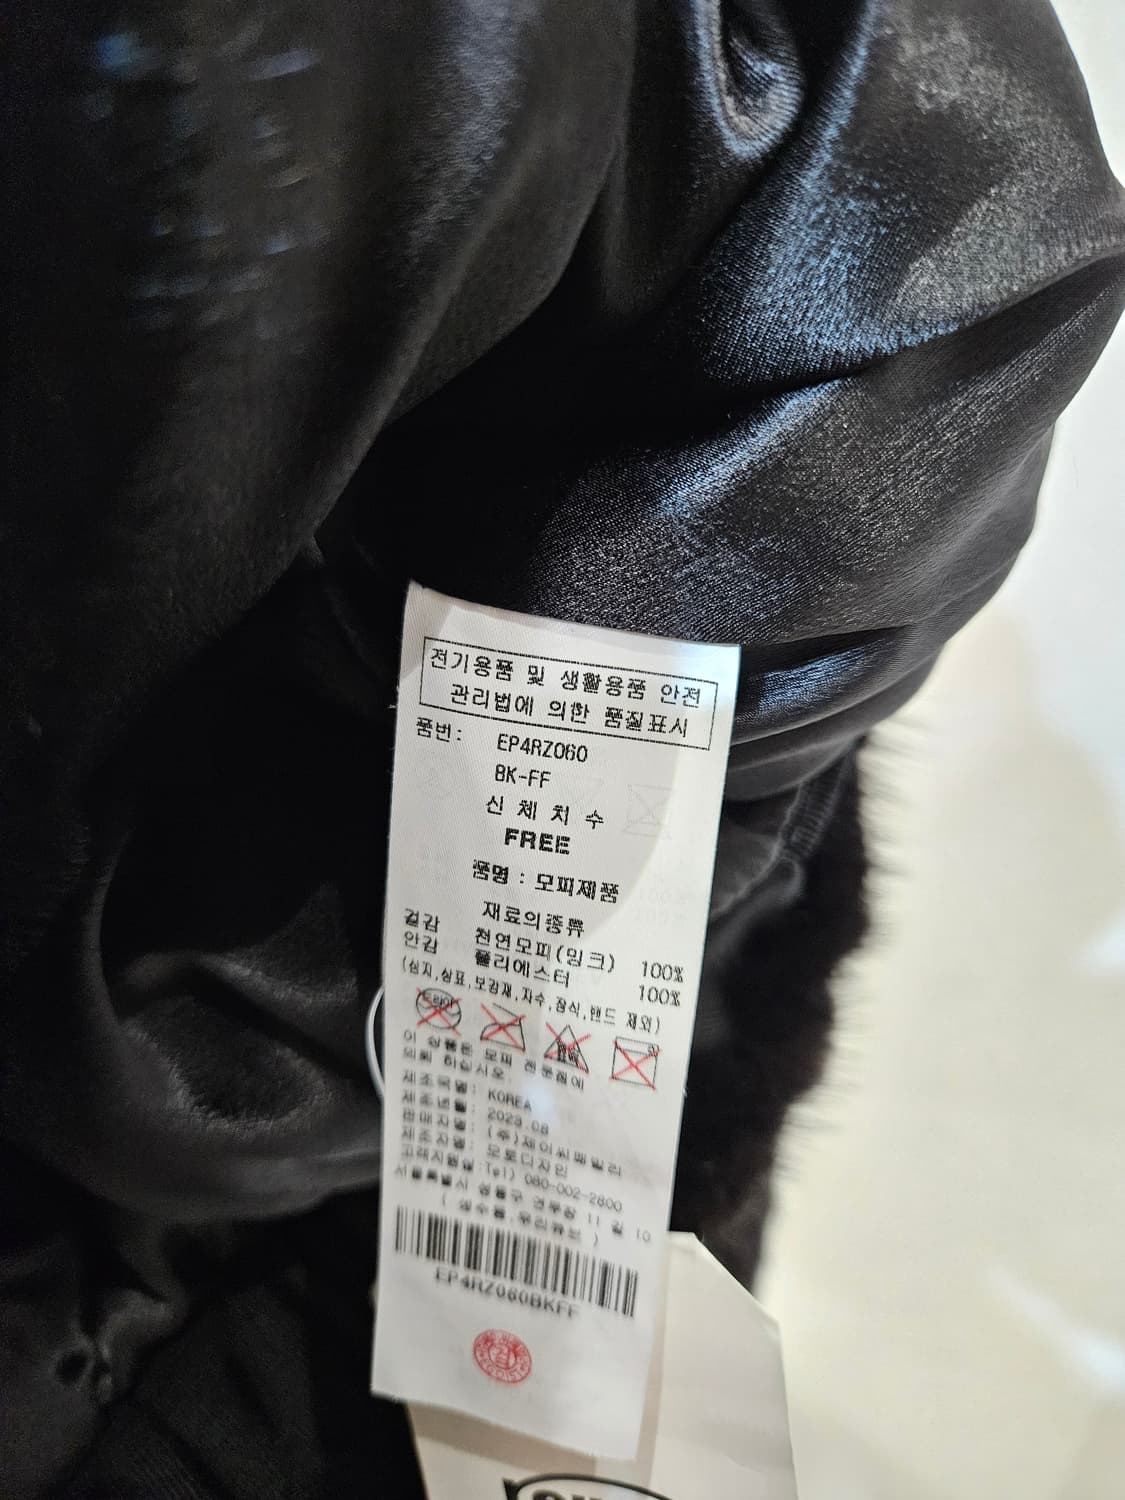 전기용품 및 생활용품 안전
관리법에 의한 품질표시
품번: EP4RZ060
BK-FF
신 체 치 수
FREE
품명 : 모피제품
재료의종류
겉감 천연모피(밍크) 100%
안감 폴리에스터 100%
(심지,상표,보강재,자수,장식,밴드 제외)
드라이
이 상품은 모피 전문점에
의뢰 하십시오
제조국명: KOREA
제조년월: 2023.08
판매자명: (주)제이씨패밀리
제조자명: 모토디자인
고객지원실:Tel) 080-002-2800
서울특별시 성동구 연무장 11 길 10
( 성수동,우리큐브 )
EP4RZ060BKFF